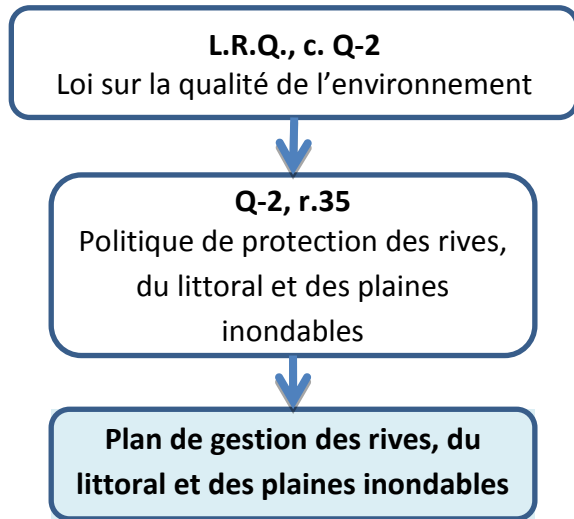 L.R.Q., c. Q-2
Loi sur la qualité de l’environnement
Q-2, r.35
Politique de protection des rives,
du littoral et des plaines
inondables
Plan de gestion des rives, du
littoral et des plaines inondables